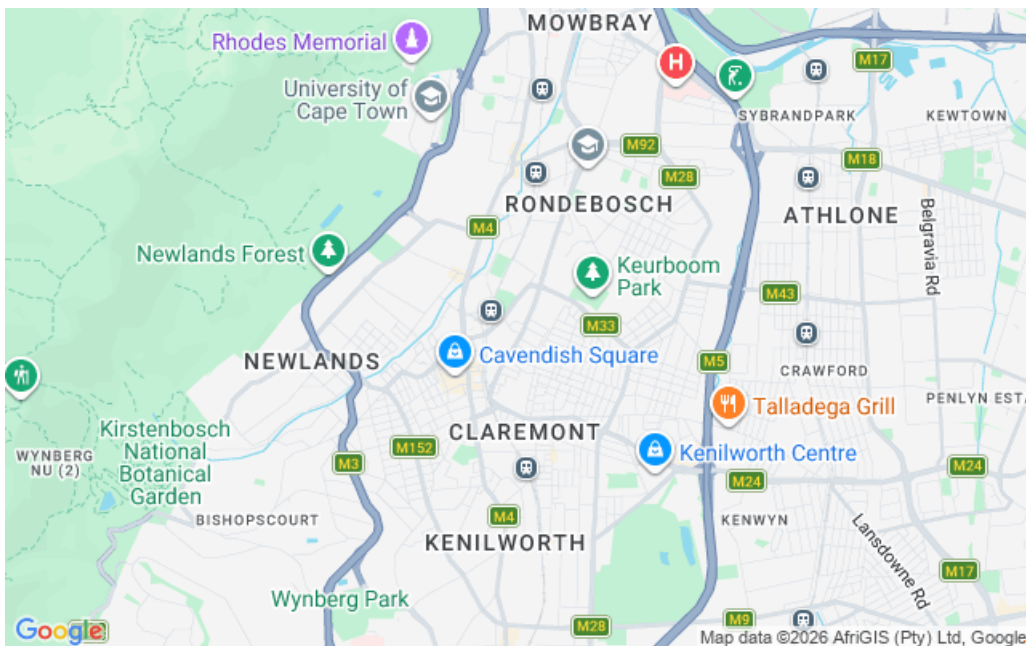 MOWBRAY
Rhodes Memorial
H
M17
University of
Cape Town
SYBRANDPARK
KEWTOWN
M92
M18
M28
RONDEBOSCH
ATHLONE
Belgravia Rd
M4
Newlands Forest
Keurboom
Park
M43
M33
NEWLANDS
Cavendish Square
M5
CRAWFORD
Talladega Grill
PENLYN ESTA
Kirstenbosch
National
Botanical
Garden
WYNBERG
NU (2)
CLAREMONT
M152
M3
Kenilworth Centre
M24
M24
BISHOPSCOURT
M4
KENWYN
Lansdowne Rd
KENILWORTH
M17
Wynberg Park
M28
M9
Google
Map data ©2026 AfriGIS (Pty) Ltd, Google